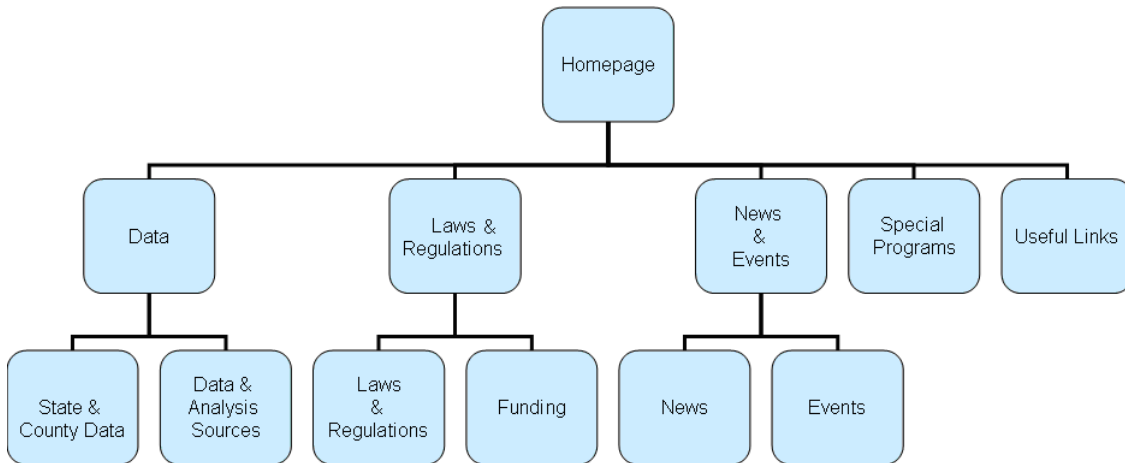 Homepage
Data
Laws &
Regulations
News
&
Events
Special
Programs
Useful Links
State &
County Data
Data &
Analysis
Sources
Laws
&
Regulations
Funding
News
Events